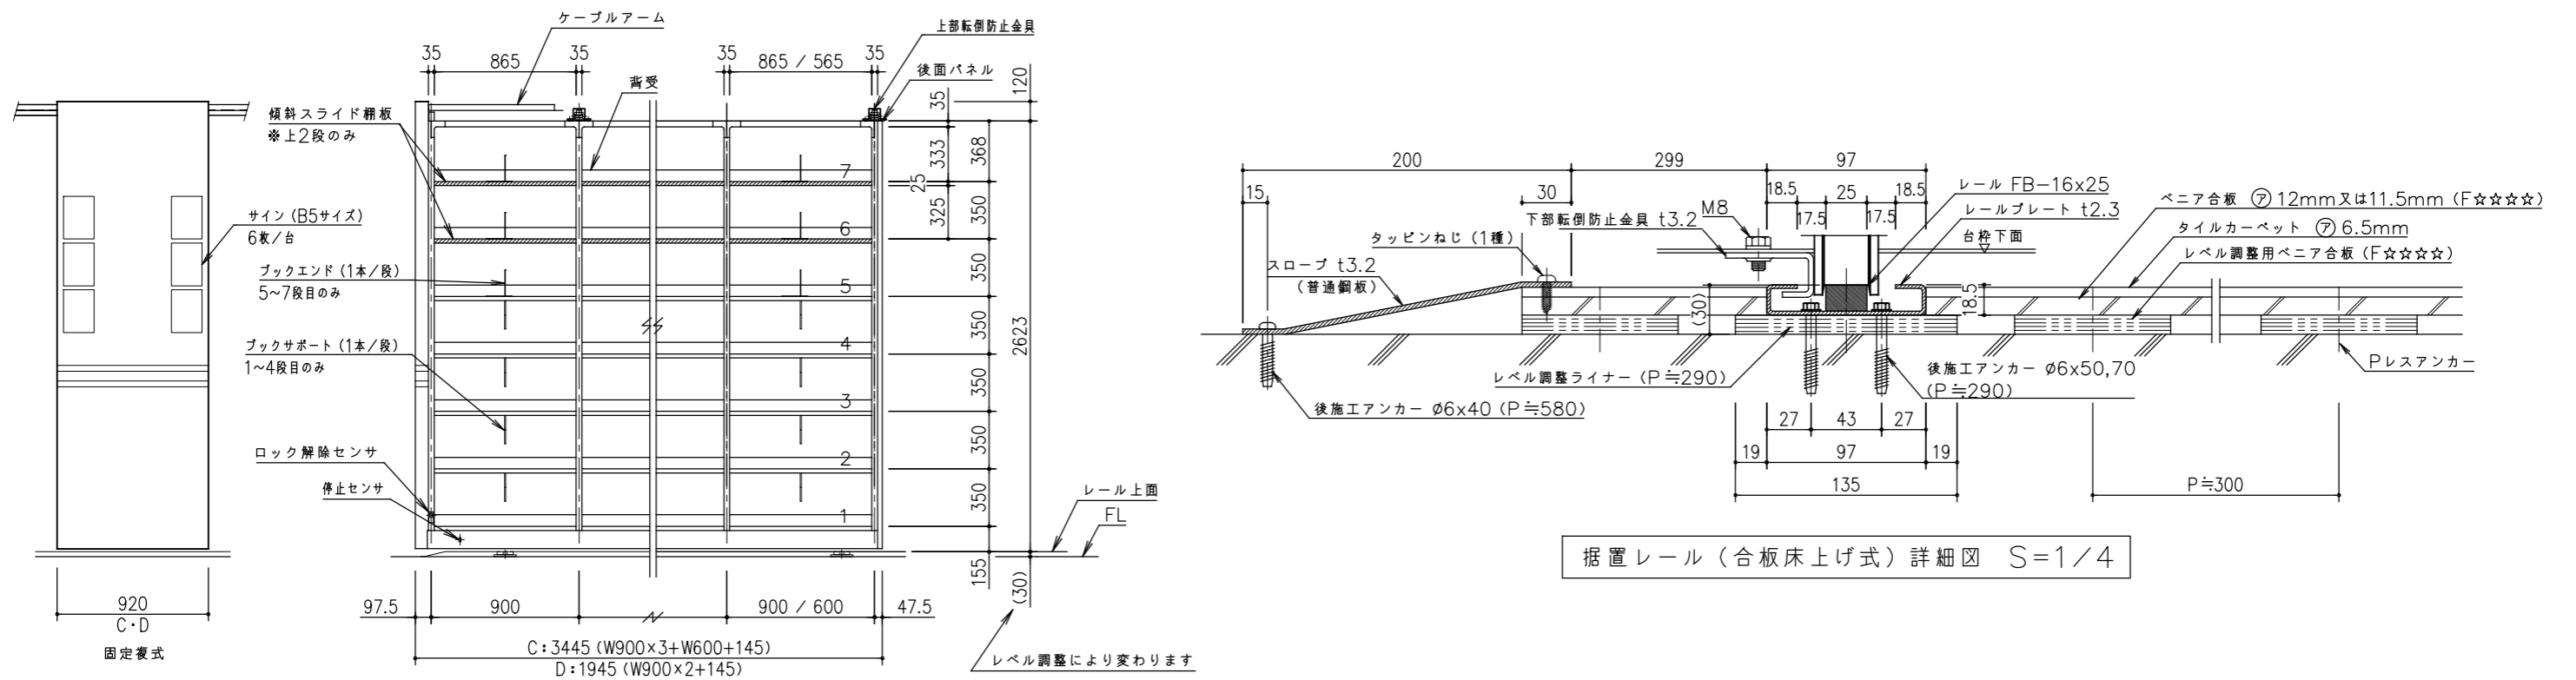 ケーブルアーム
上部転倒防止金具
35
865
35
35
865 / 565
35
後面パネル
背受
120
傾斜スライド棚板
※上2段のみ
35
333
368
25
7
サイン (B5サイズ)
6枚/台
325
350
6
ブックエンド (1本/段)
5~7段目のみ
350
5
350
2623
ブックサポート (1本/段)
1~4段目のみ
4
350
3
350
ロック解除センサ
2
停止センサ
350
1
レール上面
FL
155
(30)
920
C・D
固定複式
97.5
900
900 / 600
47.5
C:3445 (W900×3+W600+145)
D:1945 (W900×2+145)
レベル調整により変わります
200
299
97
15
30
18.5
25
18.5
17.5
17.5
レール FB-16x25
レールプレート t2.3
台枠下面
ベニア合板 ㋐ 12mm又は11.5mm (F☆☆☆☆)
タイルカーペット ㋐ 6.5mm
レベル調整用ベニア合板 (F☆☆☆☆)
M8
下部転倒防止金具 t3.2
タッピンねじ (1種)
スロープ t3.2
(普通鋼板)
(30)
18.5
レベル調整ライナー (P≒290)
後施工アンカー Ø6x50,70
(P≒290)
Pレスアンカー
後施工アンカー Ø6x40 (P≒580)
27
43
27
19
97
19
135
P≒300
据置レール (合板床上げ式) 詳細図 S=1/4